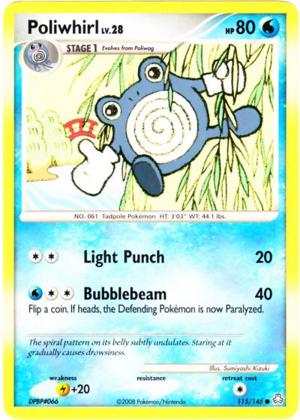 Poliwhirl LV.28 HP 80
STAGE 1 Evolves from Poliwag
NO. 061 Tadpole Pokémon HT: 3'03" WT: 44.1 lbs.
Light Punch 20
Bubblebeam 40
Flip a coin. If heads, the Defending Pokémon is now Paralyzed.
The spiral pattern on its belly subtly undulates. Staring at it
gradually causes drowsiness.
Illus. Sumiyoshi Kizuki
weakness resistance retreat cost
+20
DPBP#066 ©2008 Pokémon/Nintendo 115/146